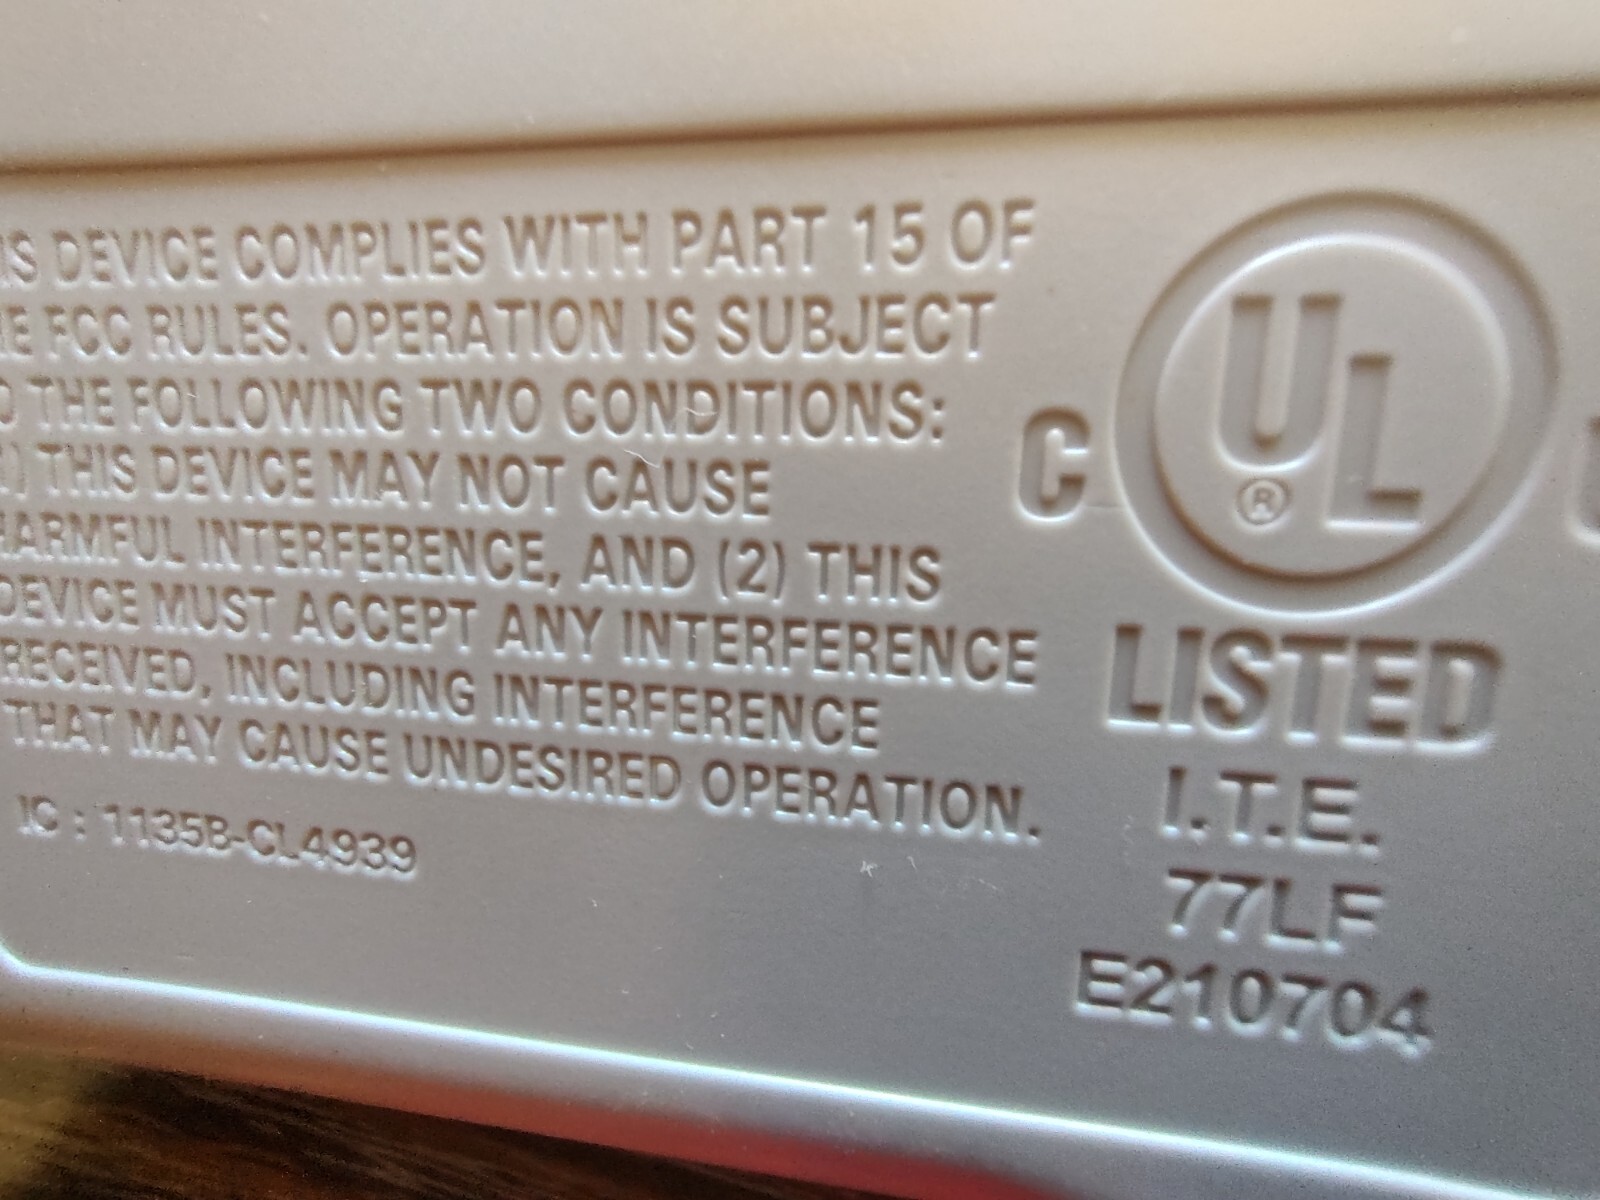 IS DEVICE COMPLIES WITH PART 15 OF
E FCC RULES. OPERATION IS SUBJECT
O THE FOLLOWING TWO CONDITIONS:
1) THIS DEVICE MAY NOT CAUSE
HARMFUL INTERFERENCE, AND (2) THIS
DEVICE MUST ACCEPT ANY INTERFERENCE
RECEIVED, INCLUDING INTERFERENCE
THAT MAY CAUSE UNDESIRED OPERATION.
IC : 1135B-CL4939
C UL ®
LISTED
I.T.E.
77LF
E210704